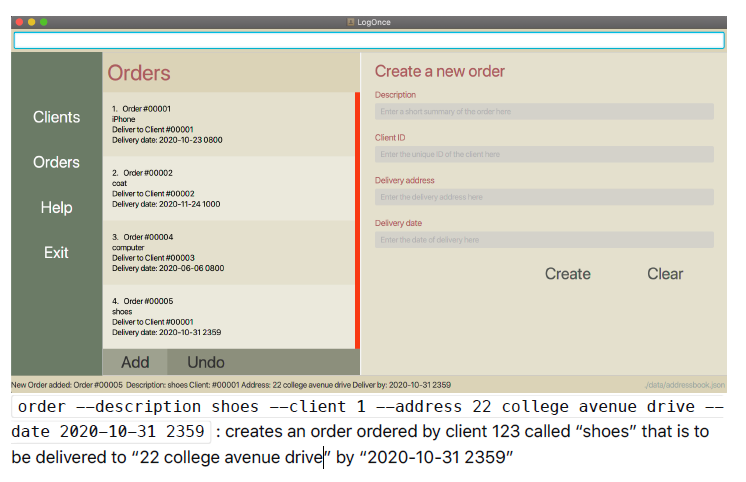 LogOnce
Clients
Orders
Help
Exit
Orders
1. Order #00001
iPhone
Deliver to Client #00001
Delivery date: 2020-10-23 0800
2. Order #00002
coat
Deliver to Client #00002
Delivery date: 2020-11-24 1000
3. Order #00004
computer
Deliver to Client #00003
Delivery date: 2020-06-06 0800
4. Order #00005
shoes
Deliver to Client #00001
Delivery date: 2020-10-31 2359
Add Undo
Create a new order
Description
Enter a short summary of the order here
Client ID
Enter the unique ID of the client here
Delivery address
Enter the delivery address here
Delivery date
Enter the date of delivery here
Create Clear
New Order added: Order #00005 Description: shoes Client: #00001 Address: 22 college avenue drive Deliver by: 2020-10-31 2359
./data/addressbook.json
order --description shoes --client 1 --address 22 college avenue drive --
date 2020-10-31 2359 : creates an order ordered by client 123 called “shoes” that is to
be delivered to “22 college avenue drive” by “2020-10-31 2359”